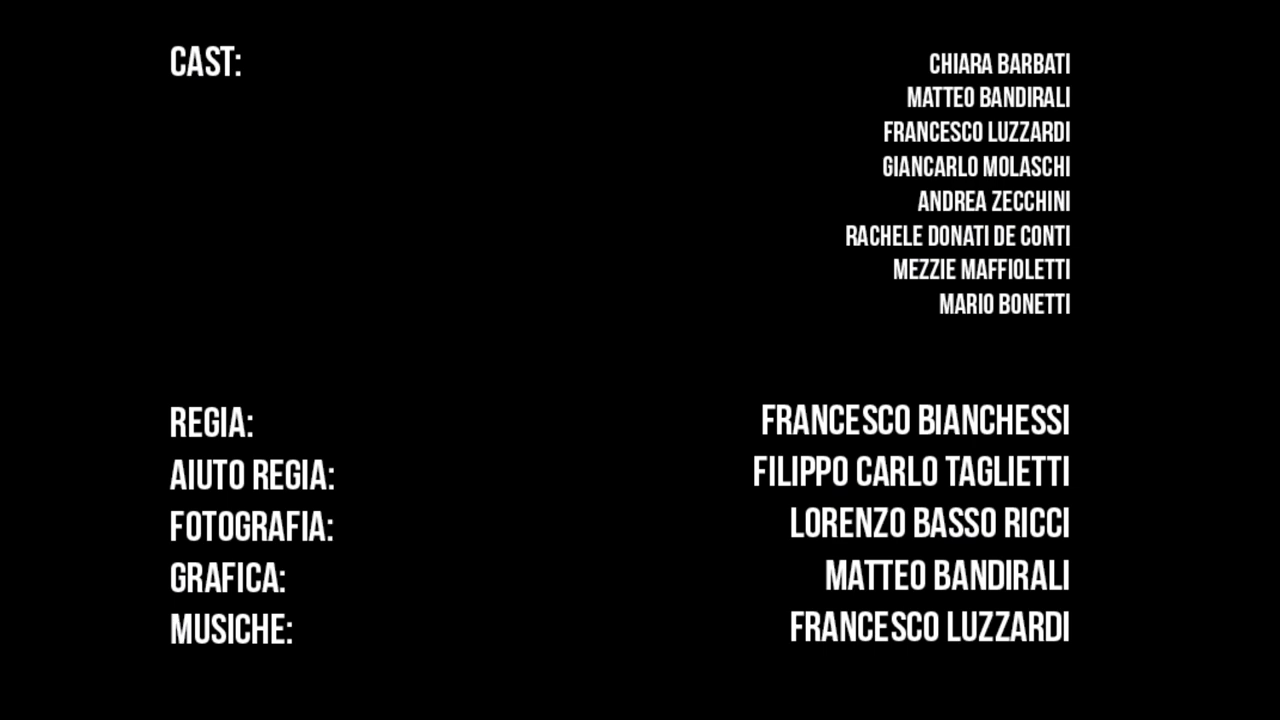 CAST: CHIARA BARBATI
MATTEO BANDIRALI
FRANCESCO LUZZARDI
GIANCARLO MOLASCHI
ANDREA ZECCHINI
RACHELE DONATI DE CONTI
MEZZIE MAFFIOLETTI
MARIO BONETTI
REGIA: FRANCESCO BIANCHESSI
AIUTO REGIA: FILIPPO CARLO TAGLIETTI
FOTOGRAFIA: LORENZO BASSO RICCI
GRAFICA: MATTEO BANDIRALI
MUSICHE: FRANCESCO LUZZARDI